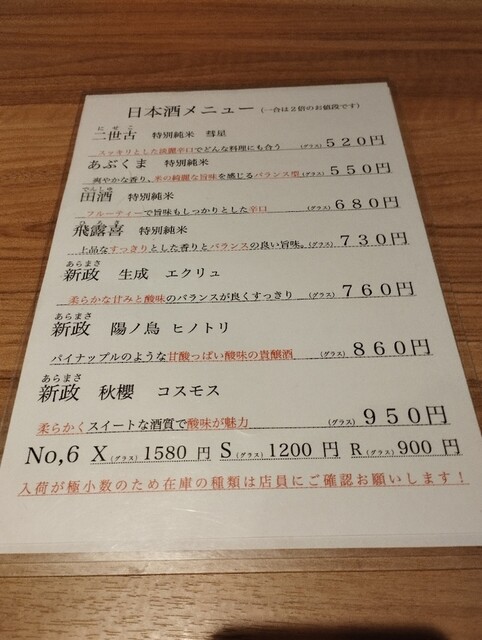 日本酒メニュー (一合は2倍のお値段です)
にせこ
二世古 特別純米 彗星
スッキリとした淡麗辛口でどんな料理にも合う (グラス) 520円
あぶくま 特別純米
爽やかな香り。米の綺麗な旨味を感じるバランス型 (グラス) 550円
でんしゅ
田酒 特別純米
フルーティーで旨味もしっかりとした辛口 (グラス) 680円
飛露喜 特別純米
上品なすっきりとした香りとバランスの良い旨味。 (グラス) 730円
あらまさ
新政 生成 エクリュ
柔らかな甘みと酸味のバランスが良くすっきり (グラス) 760円
あらまさ
新政 陽ノ鳥 ヒノトリ
パイナップルのような甘酸っぱい酸味の貴醸酒 (グラス) 860円
あらまさ
新政 秋櫻 コスモス
柔らかくスイートな酒質で酸味が魅力 (グラス) 950円
No,6 X (グラス) 1580 円 S (グラス) 1200 円 R (グラス) 900 円
入荷が極小数のため在庫の種類は店員にご確認お願いします！